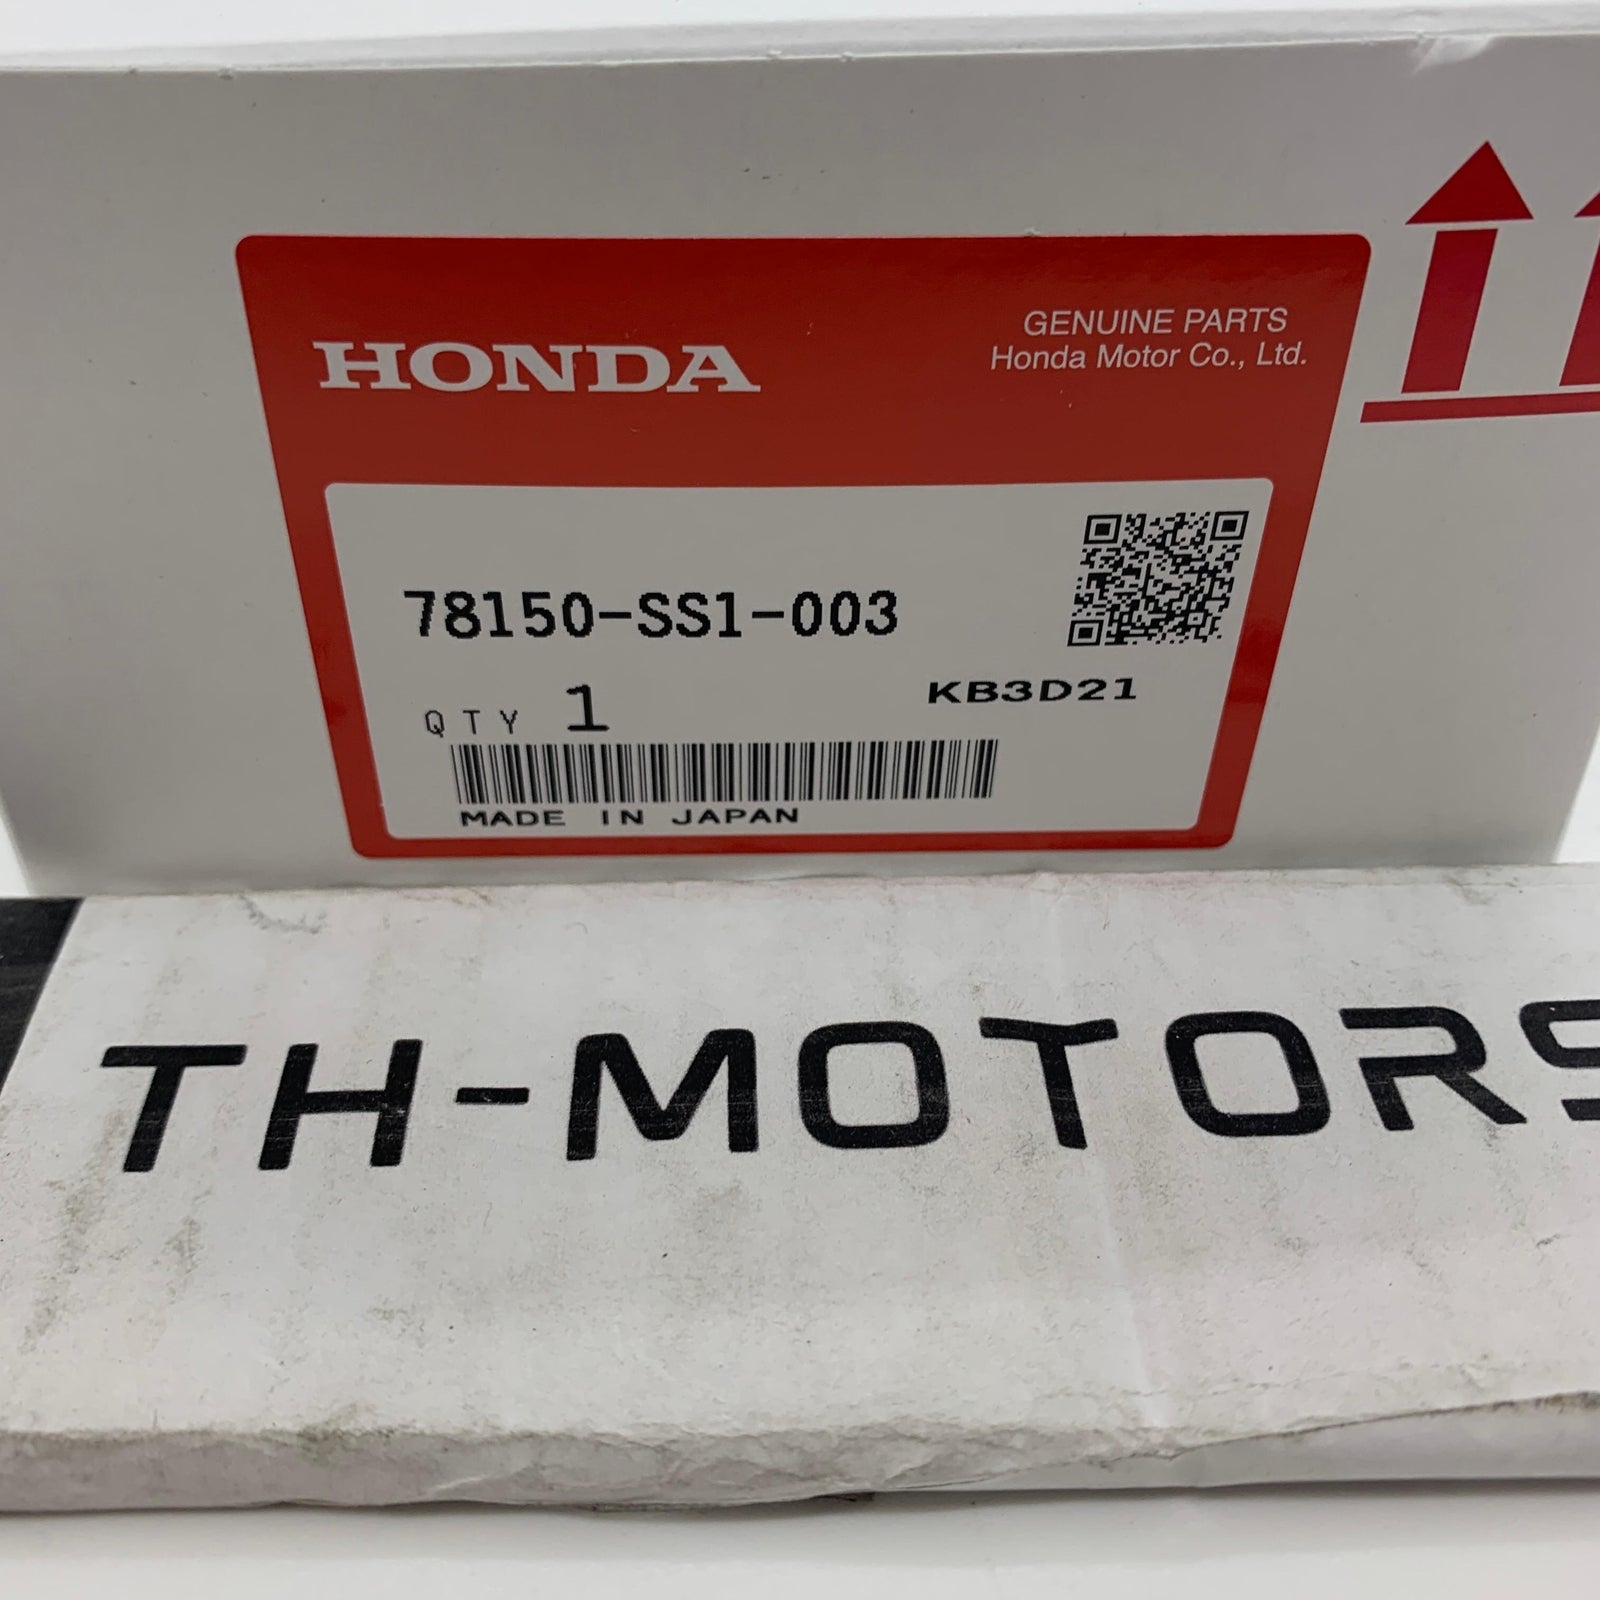 HONDA
GENUINE PARTS
Honda Motor Co., Ltd.
78150-SS1-003
KB3D21
QTY 1
MADE IN JAPAN
TH-MOTORS